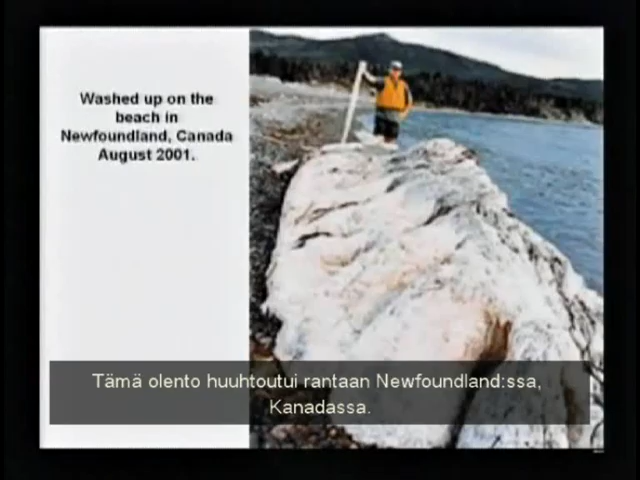 Washed up on the
beach in
Newfoundland, Canada
August 2001.
Tämä olento huuhtoutui rantaan Newfoundland:ssa,
Kanadassa.